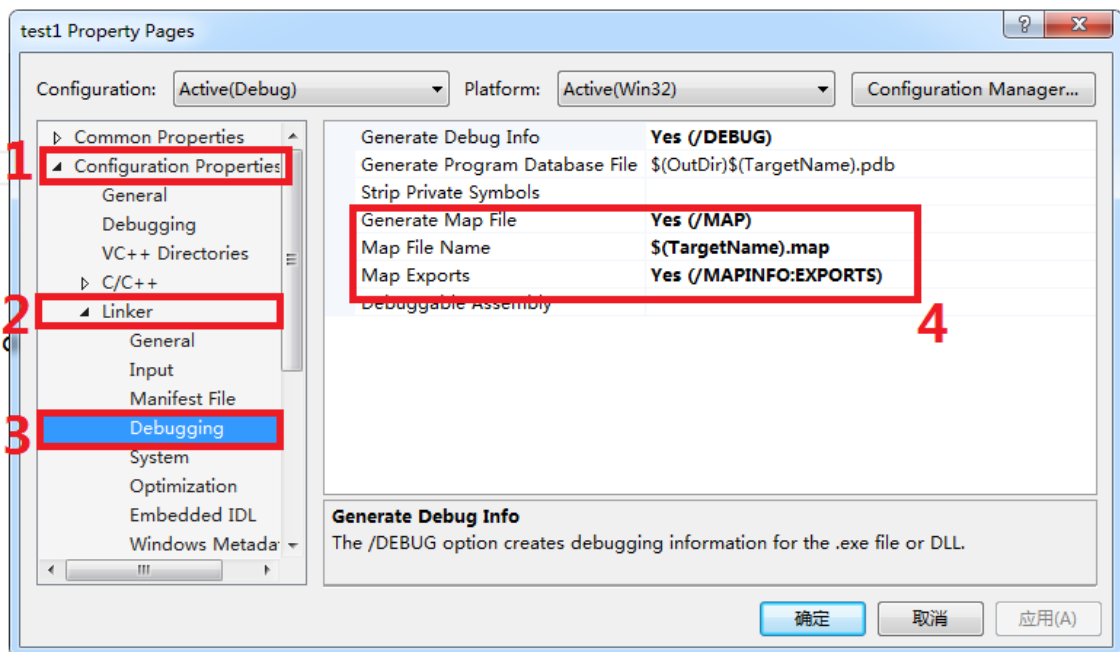 test1 Property Pages
Configuration: Active(Debug) Platform: Active(Win32) Configuration Manager...
1
Common Properties
Configuration Properties
General
Debugging
VC++ Directories
C/C++
2
Linker
General
Input
Manifest File
3
Debugging
System
Optimization
Embedded IDL
Windows Metada
Generate Debug Info Yes (/DEBUG)
Generate Program Database File $(OutDir)$(TargetName).pdb
Strip Private Symbols
Generate Map File Yes (/MAP)
Map File Name $(TargetName).map
Map Exports Yes (/MAPINFO:EXPORTS)
Debuggable Assembly
4
Generate Debug Info
The /DEBUG option creates debugging information for the .exe file or DLL.
确定 取消 应用(A)